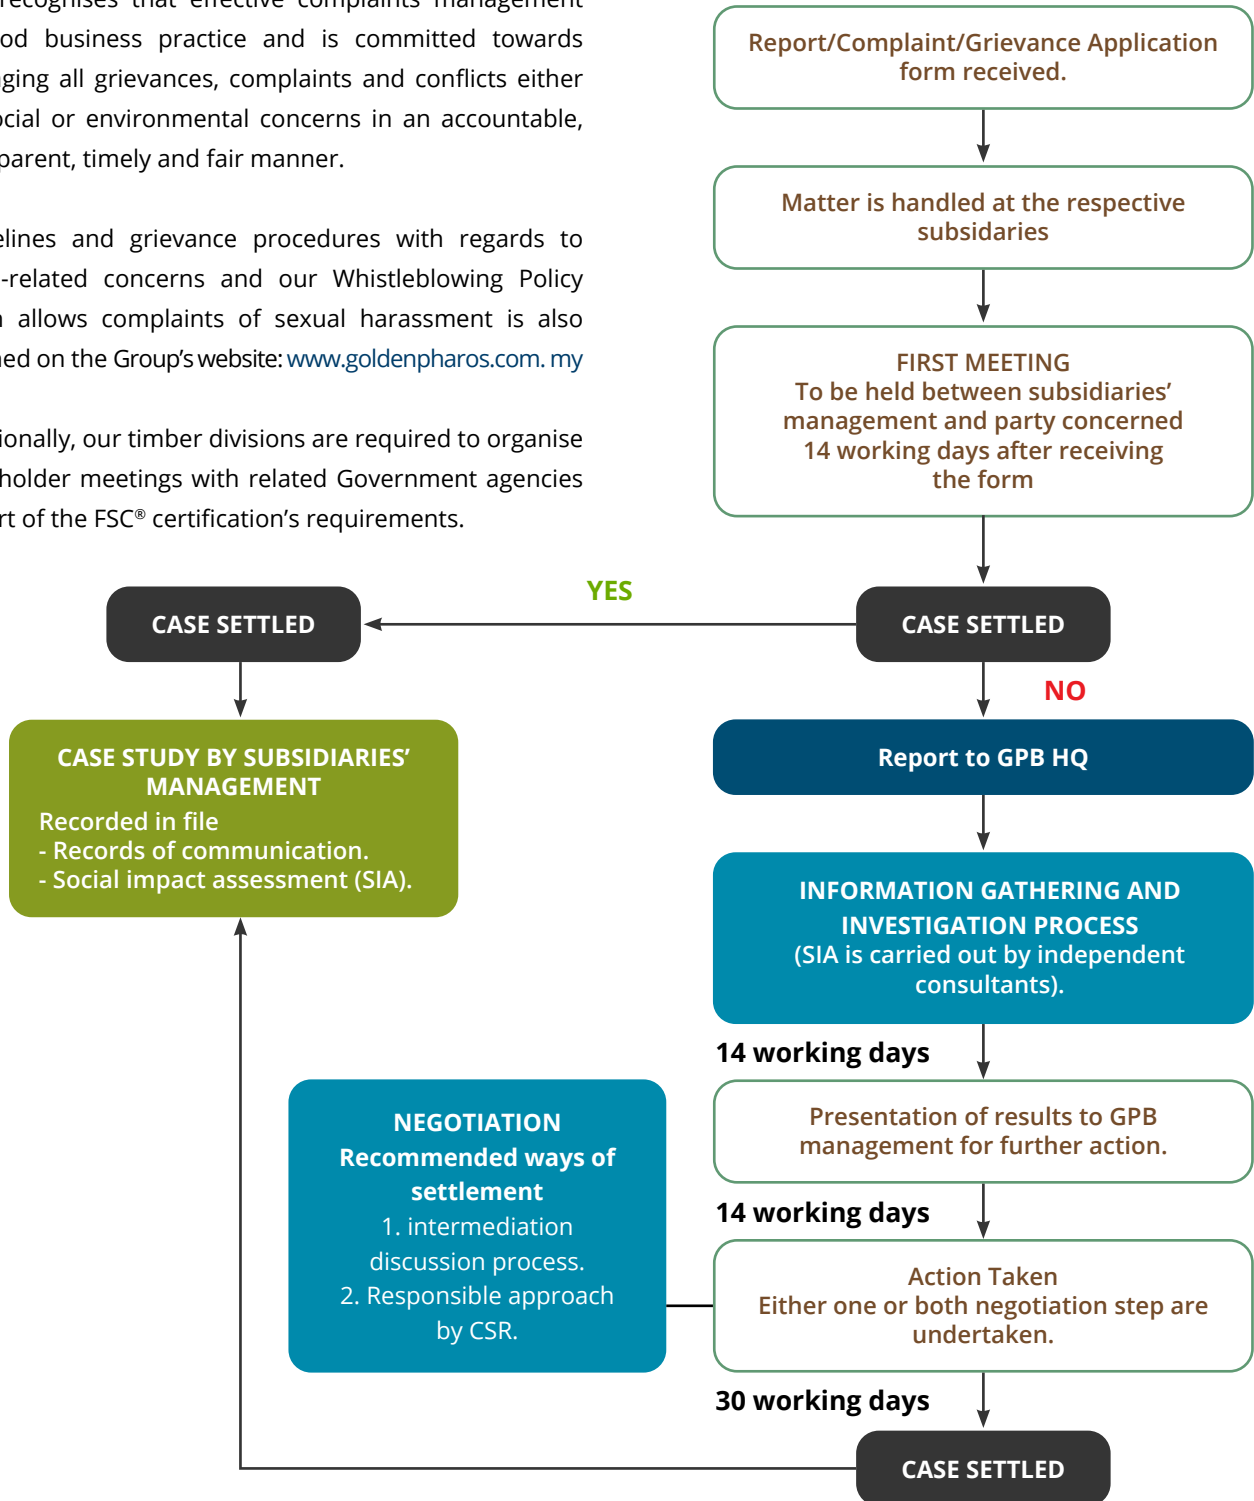 recognises that effective complaints management
business practice and is committed towards
all grievances, complaints and conflicts either
or environmental concerns in an accountable,
timely and fair manner.
and grievance procedures with regards to
-related concerns and our Whistleblowing Policy
allows complaints of sexual harassment is also
on the Group's website: www.goldenpharos.com. my
our timber divisions are required to organise
meetings with related Government agencies
of the FSC® certification's requirements.
Report/Complaint/Grievance Application
form received.
Matter is handled at the respective
subsidaries
FIRST MEETING
To be held between subsidiaries'
management and party concerned
14 working days after receiving
the form
YES
CASE SETTLED
CASE SETTLED
NO
CASE STUDY BY SUBSIDIARIES'
MANAGEMENT
Recorded in file
- Records of communication.
- Social impact assessment (SIA).
Report to GPB HQ
INFORMATION GATHERING AND
INVESTIGATION PROCESS
(SIA is carried out by independent
consultants).
14 working days
Presentation of results to GPB
management for further action.
14 working days
NEGOTIATION
Recommended ways of
settlement
1. intermediation
discussion process.
2. Responsible approach
by CSR.
Action Taken
Either one or both negotiation step are
undertaken.
30 working days
CASE SETTLED